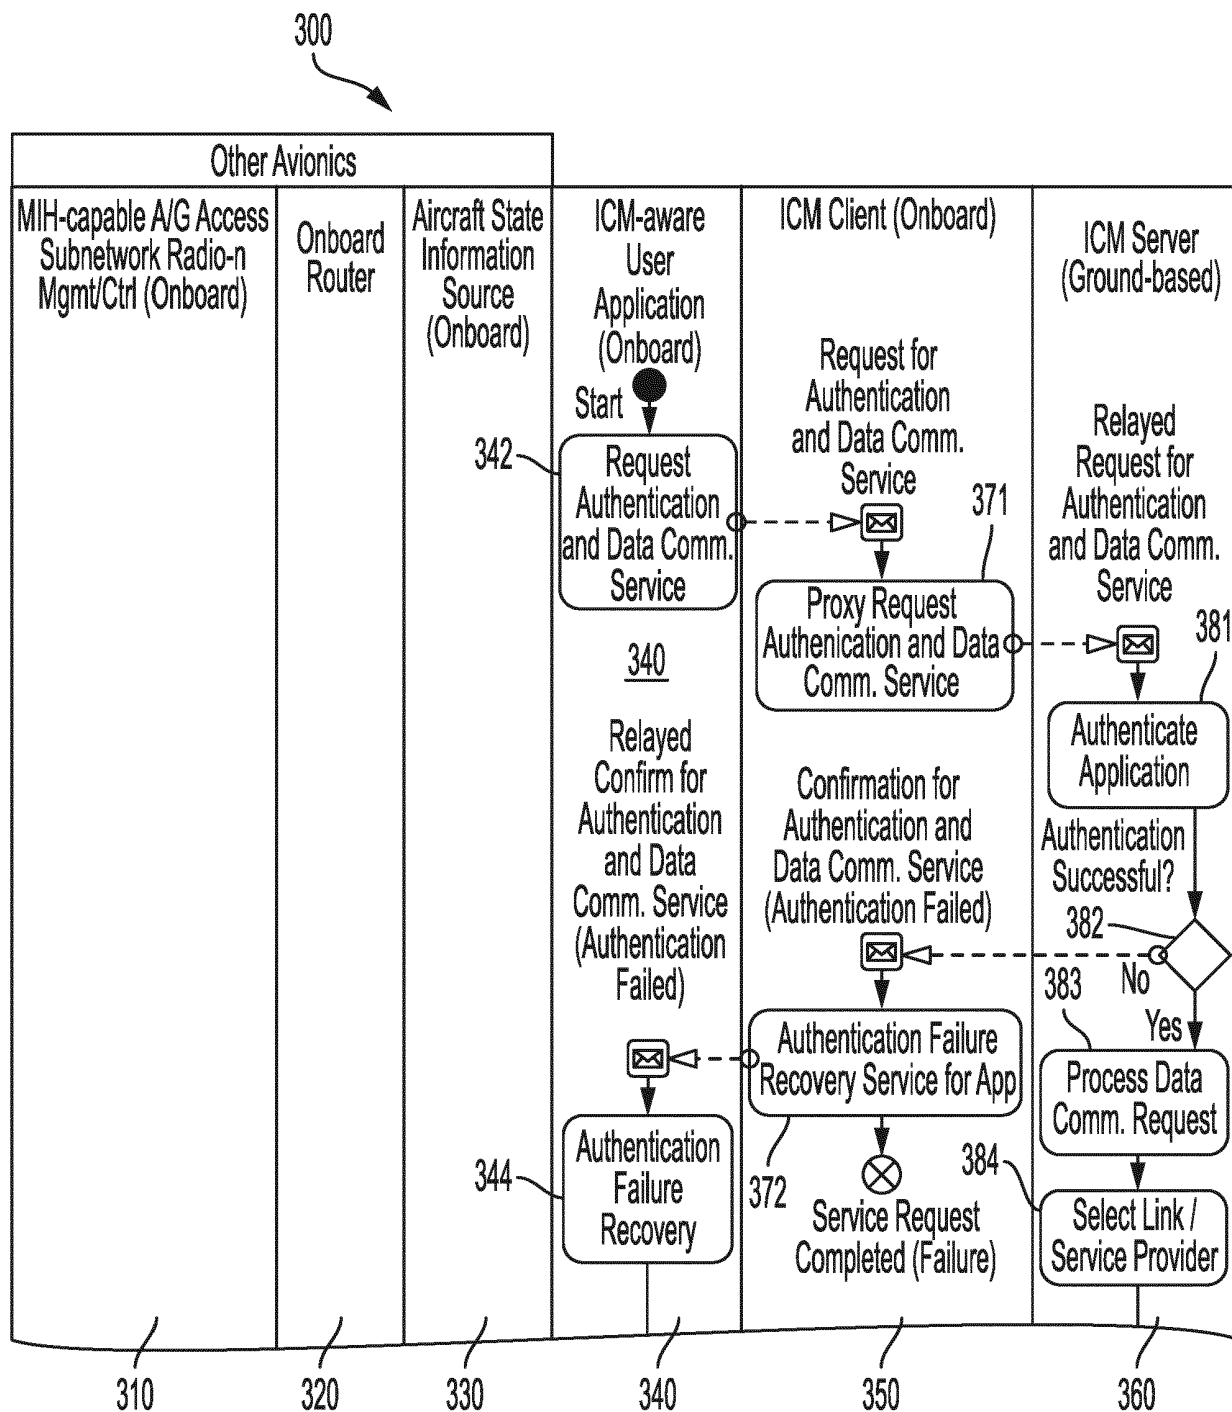 300
Other Avionics
MIH-capable A/G Access
Subnetwork Radio-n
Mgmt/Ctrl (Onboard)
Onboard
Router
Aircraft State
Information
Source
(Onboard)
ICM-aware
User
Application
(Onboard)
ICM Client (Onboard)
ICM Server
(Ground-based)
Start
342
Request
Authentication
and Data Comm.
Service
Request for
Authentication
and Data Comm.
Service
371
Proxy Request
Authenication and Data
Comm. Service
Relayed
Request for
Authentication
and Data Comm.
Service
381
Authenticate
Application
340
Relayed
Confirm for
Authentication
and Data
Comm. Service
(Authentication
Failed)
Confirmation for
Authentication and
Data Comm. Service
(Authentication Failed)
Authentication
Successful?
382
No
383
Yes
Authentication Failure
Recovery Service for App
Process Data
Comm. Request
344
Authentication
Failure
Recovery
372
Service Request
Completed (Failure)
384
Select Link /
Service Provider
310
320
330
340
350
360